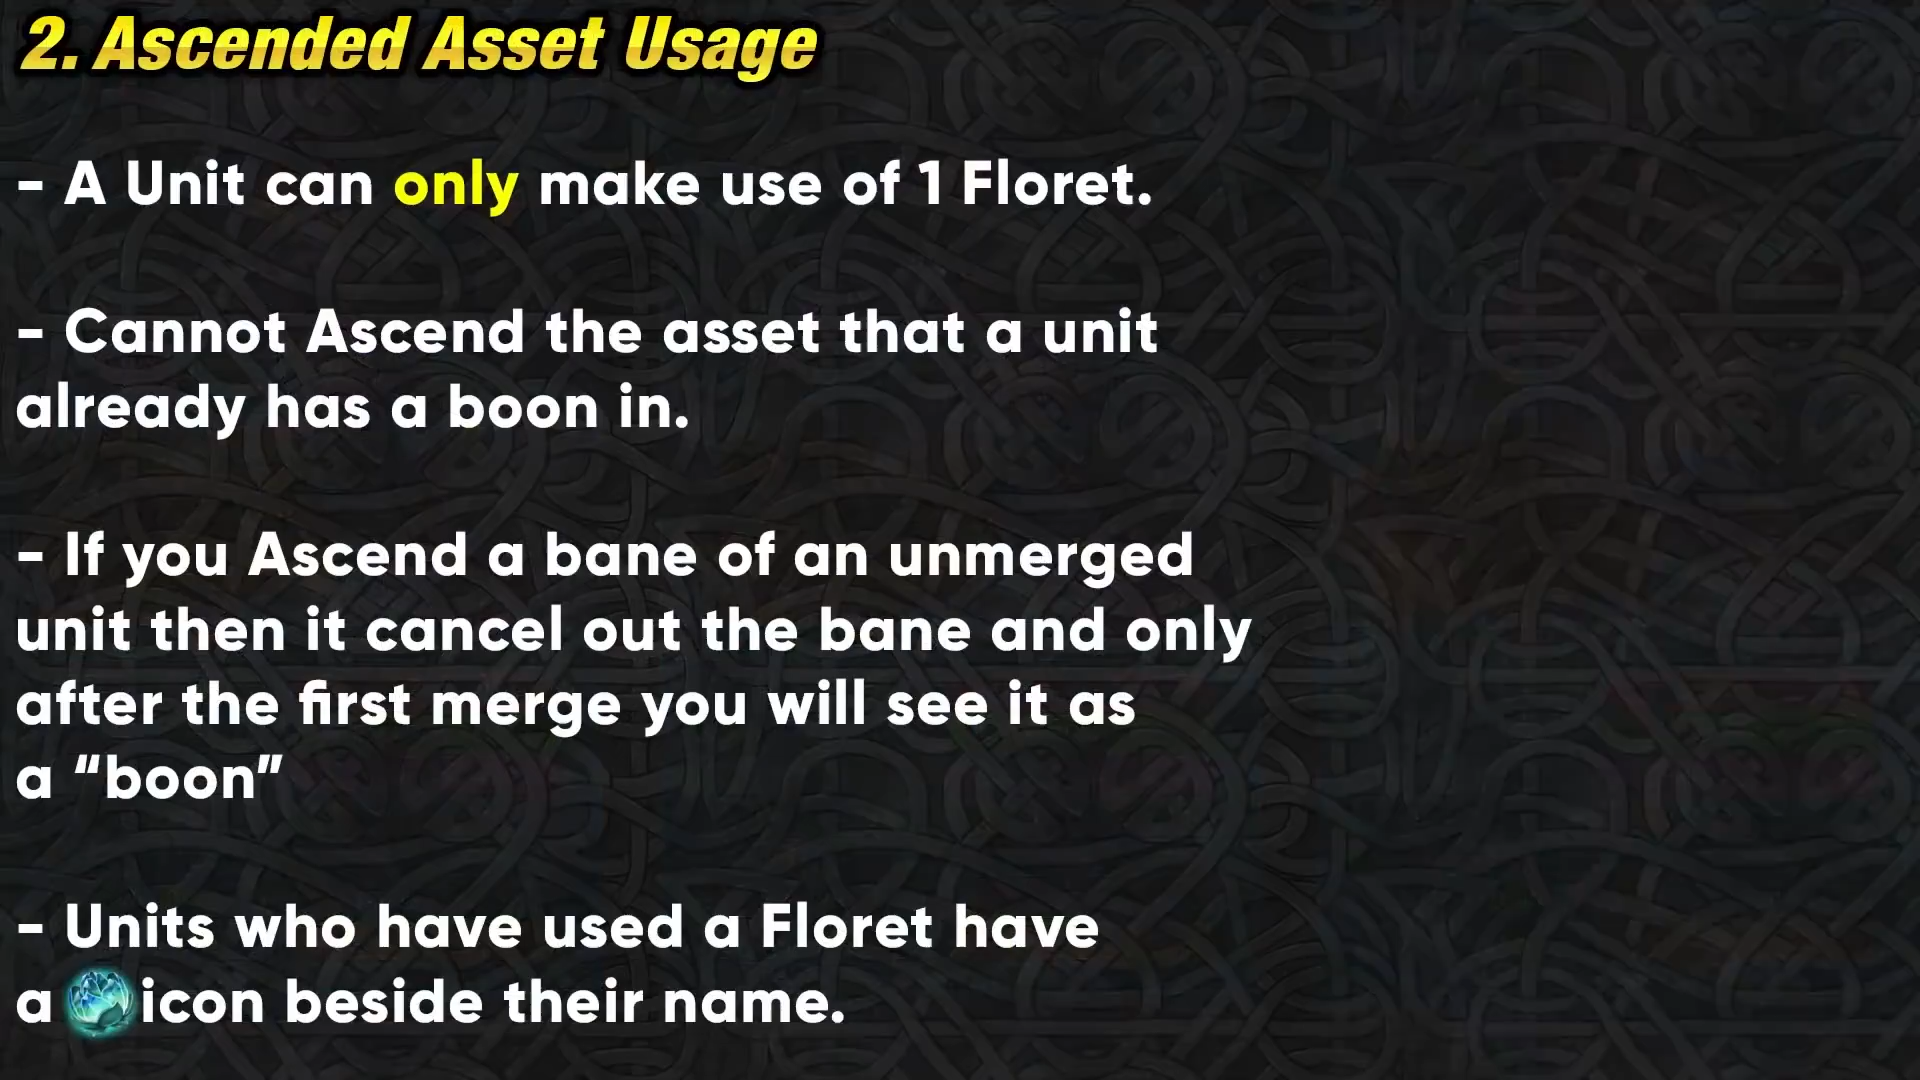 2. Ascended Asset Usage
- A Unit can only make use of 1 Floret.
- Cannot Ascend the asset that a unit
already has a boon in.
- If you Ascend a bane of an unmerged
unit then it cancel out the bane and only
after the first merge you will see it as
a “boon”
- Units who have used a Floret have
a icon beside their name.